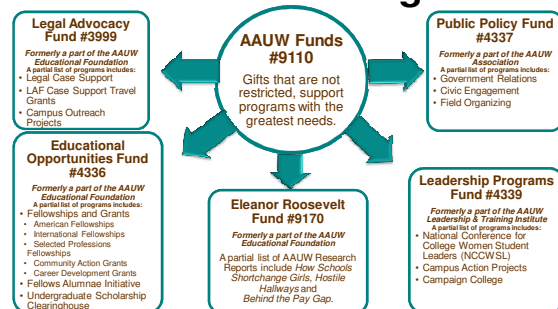 Legal Advocacy
Fund #3999
Formerly a part of the AAUW
Educational Foundation
A partial list of programs includes:
• Legal Case Support
• LAF Case Support Travel
Grants
• Campus Outreach
Projects
AAUW Funds
#9110
Gifts that are not
restricted, support
programs with the
greatest needs.
Public Policy Fund
#4337
Formerly a part of the AAUW
Association
A partial list of programs includes:
• Government Relations
• Civic Engagement
• Field Organizing
Educational
Opportunities Fund
#4336
Formerly a part of the AAUW
Educational Foundation
A partial list of programs includes:
• Fellowships and Grants
• American Fellowships
• International Fellowships
• Selected Professions
Fellowships
• Community Action Grants
• Career Development Grants
• Fellows Alumnae Initiative
• Undergraduate Scholarship
Clearinghouse
Eleanor Roosevelt
Fund #9170
Formerly a part of the AAUW
Educational Foundation
A partial list of AAUW Research
Reports include How Schools
Shortchange Girls, Hostile
Hallways and
Behind the Pay Gap.
Leadership Programs
Fund #4339
Formerly a part of the AAUW
Leadership & Training Institute
A partial list of programs includes:
• National Conference for
College Women Student
Leaders (NCCWSL)
• Campus Action Projects
• Campaign College